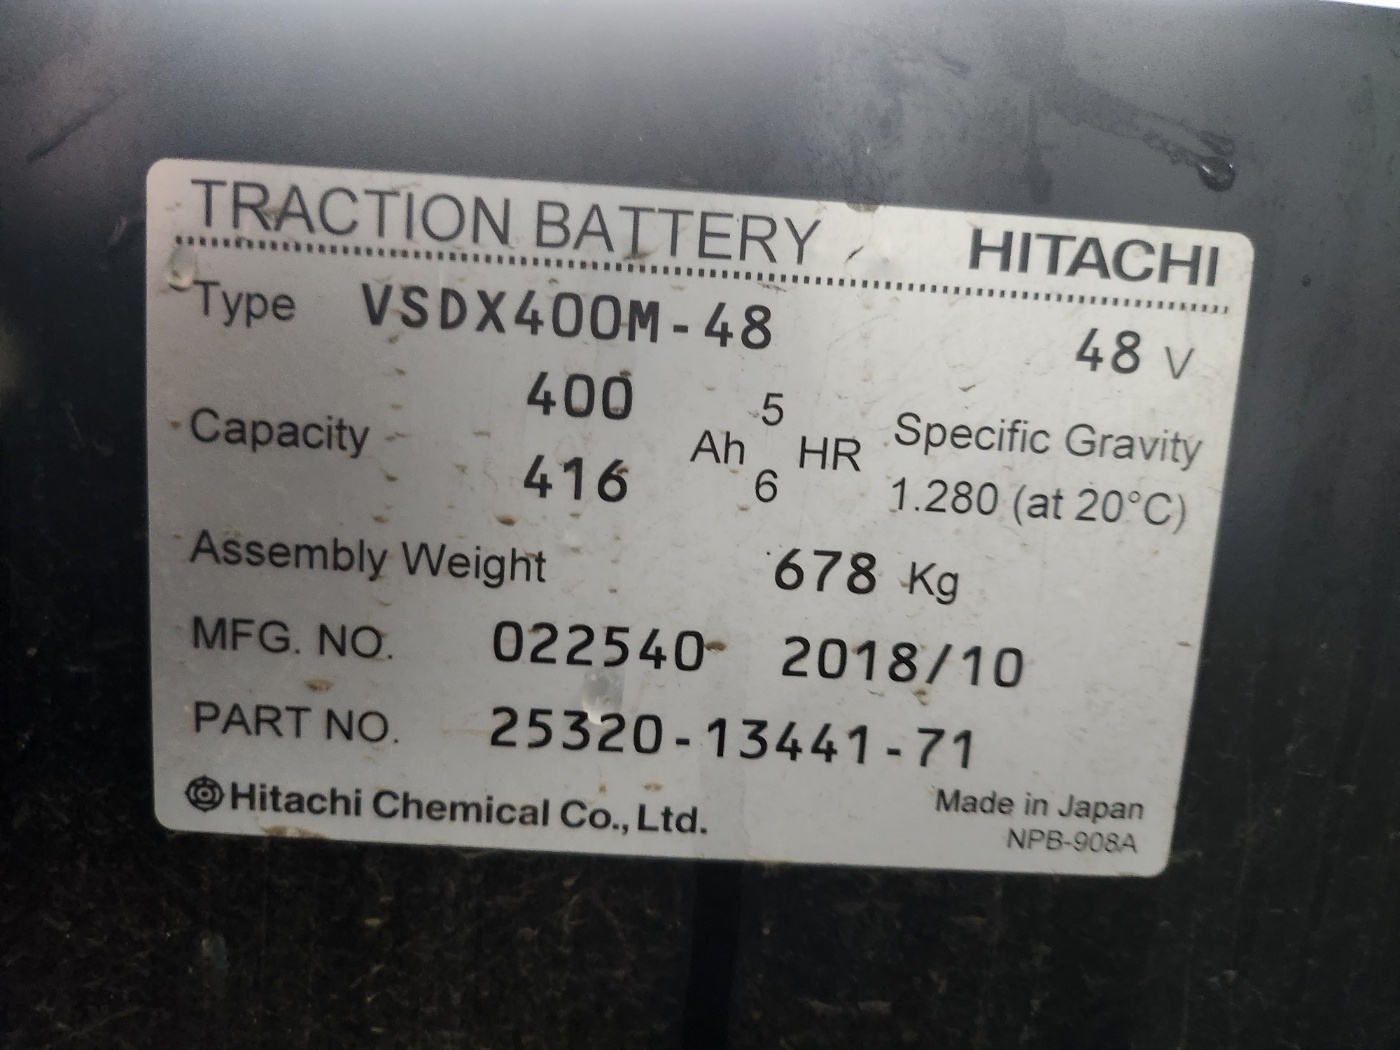 TRACTION BATTERY HITACHI
Type VSDX400M-48 48 V
400 5
Capacity Ah HR Specific Gravity
416 6 1.280 (at 20°C)
Assembly Weight 678 Kg
MFG. NO. 022540 2018/10
PART NO. 25320-13441-71
Hitachi Chemical Co., Ltd. Made in Japan
NPB-908A